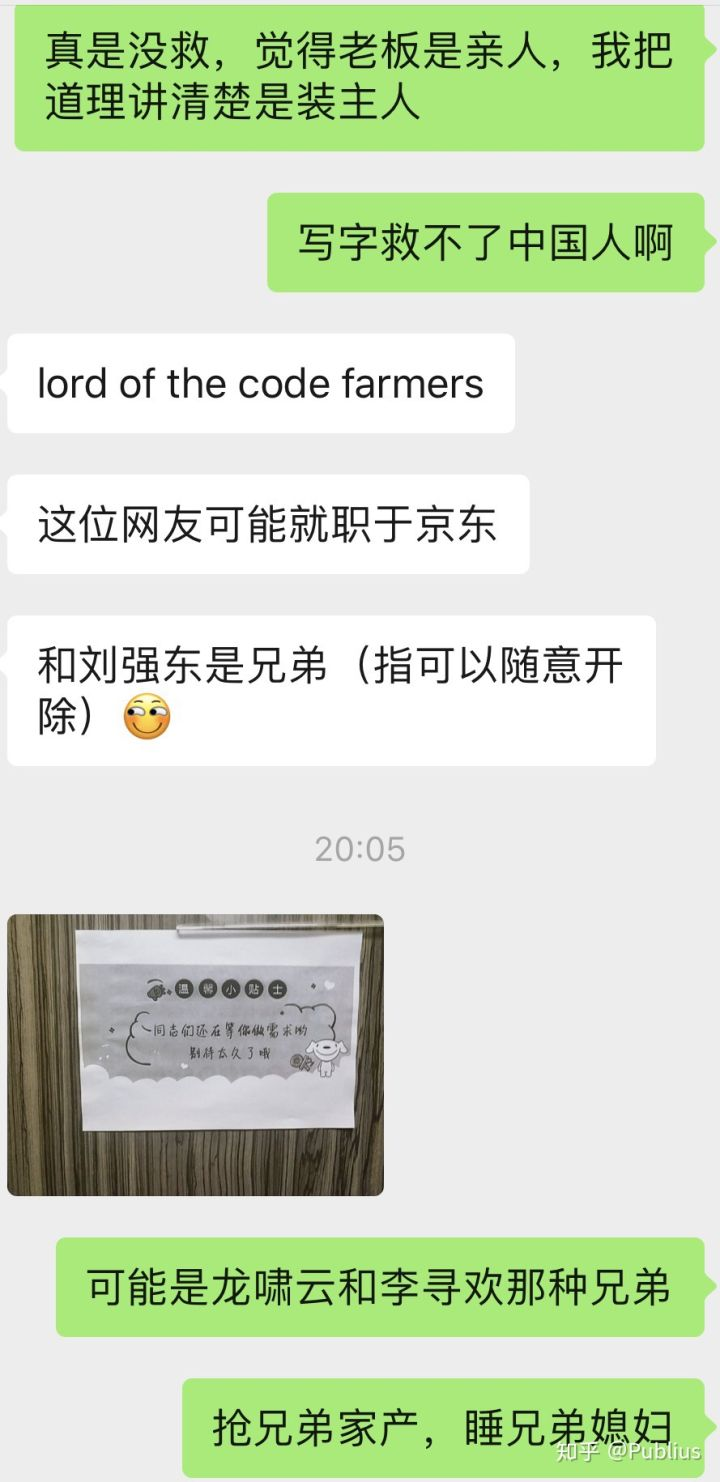 真是没救，觉得老板是亲人，我把
道理讲清楚是装主人
写字救不了中国人啊
lord of the code farmers
这位网友可能就职于京东
和刘强东是兄弟（指可以随意开
除）
20:05
温馨小贴士
同志们还在等你做需求哟
别待太久了哦
可能是龙啸云和李寻欢那种兄弟
抢兄弟家产，睡兄弟媳妇
知乎 @Publius